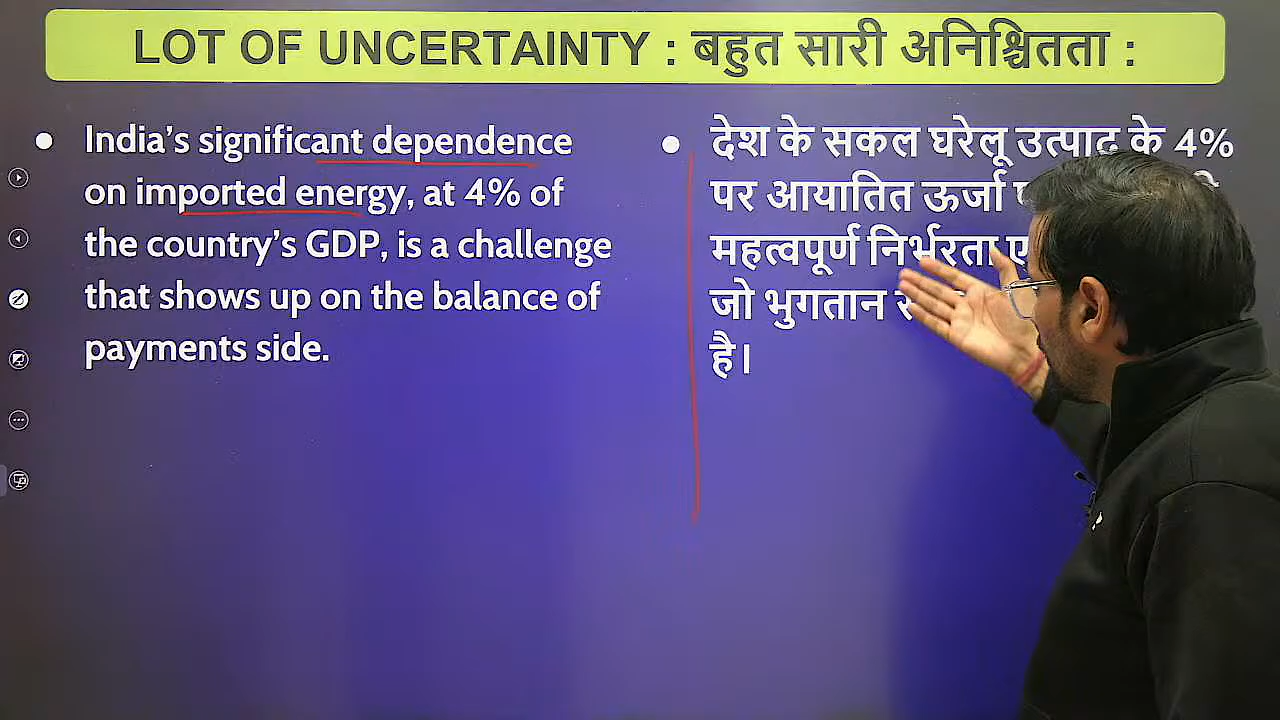 LOT OF UNCERTAINTY : बहुत सारी अनिश्चितता :
India's significant dependence
on imported energy, at 4% of
the country's GDP, is a challenge
that shows up on the balance of
payments side.
देश के सकल घरेलू उत्पाद के 4%
पर आयातित ऊर्जा
महत्वपूर्ण निर्भरता
जो भुगतान
है।